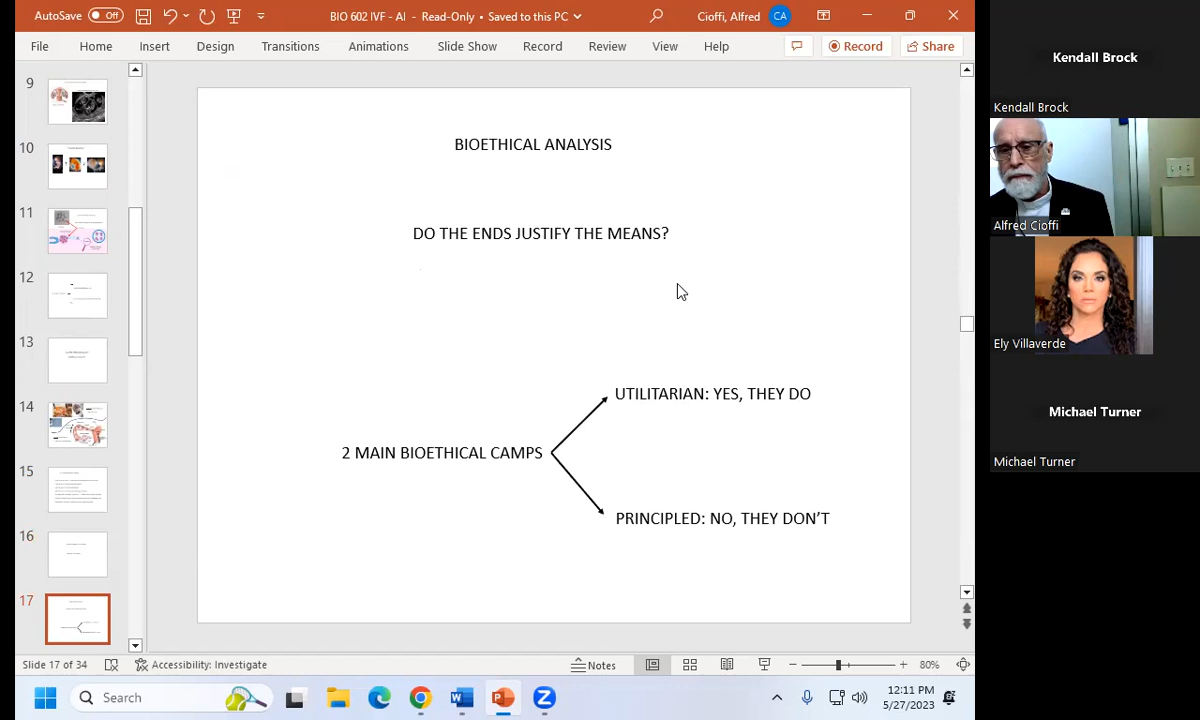 AutoSave Off
BIO 602 IVF - AI - Read-Only • Saved to this PC
Cioffi, Alfred
CA
File Home Insert Design Transitions Animations Slide Show Record Review View Help
Record
Share
9
10
11
12
13
14
15
16
17
BIOETHICAL ANALYSIS
DO THE ENDS JUSTIFY THE MEANS?
UTILITARIAN: YES, THEY DO
2 MAIN BIOETHICAL CAMPS
PRINCIPLED: NO, THEY DON'T
Slide 17 of 34
Accessibility: Investigate
Notes
80%
Search
12:11 PM
5/27/2023
Kendall Brock
Kendall Brock
Alfred Cioffi
Ely Villaverde
Michael Turner
Michael Turner